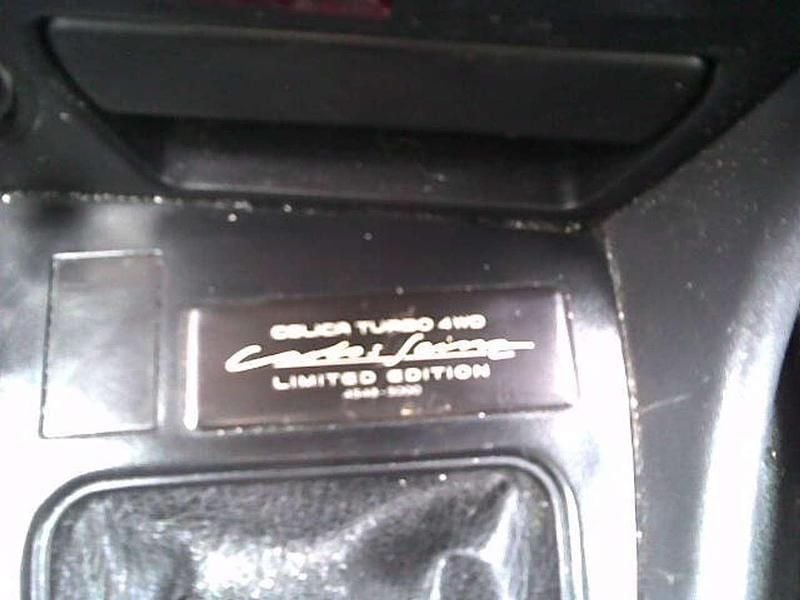 CELICA TURBO 4WD
Carlos Sainz
LIMITED EDITION